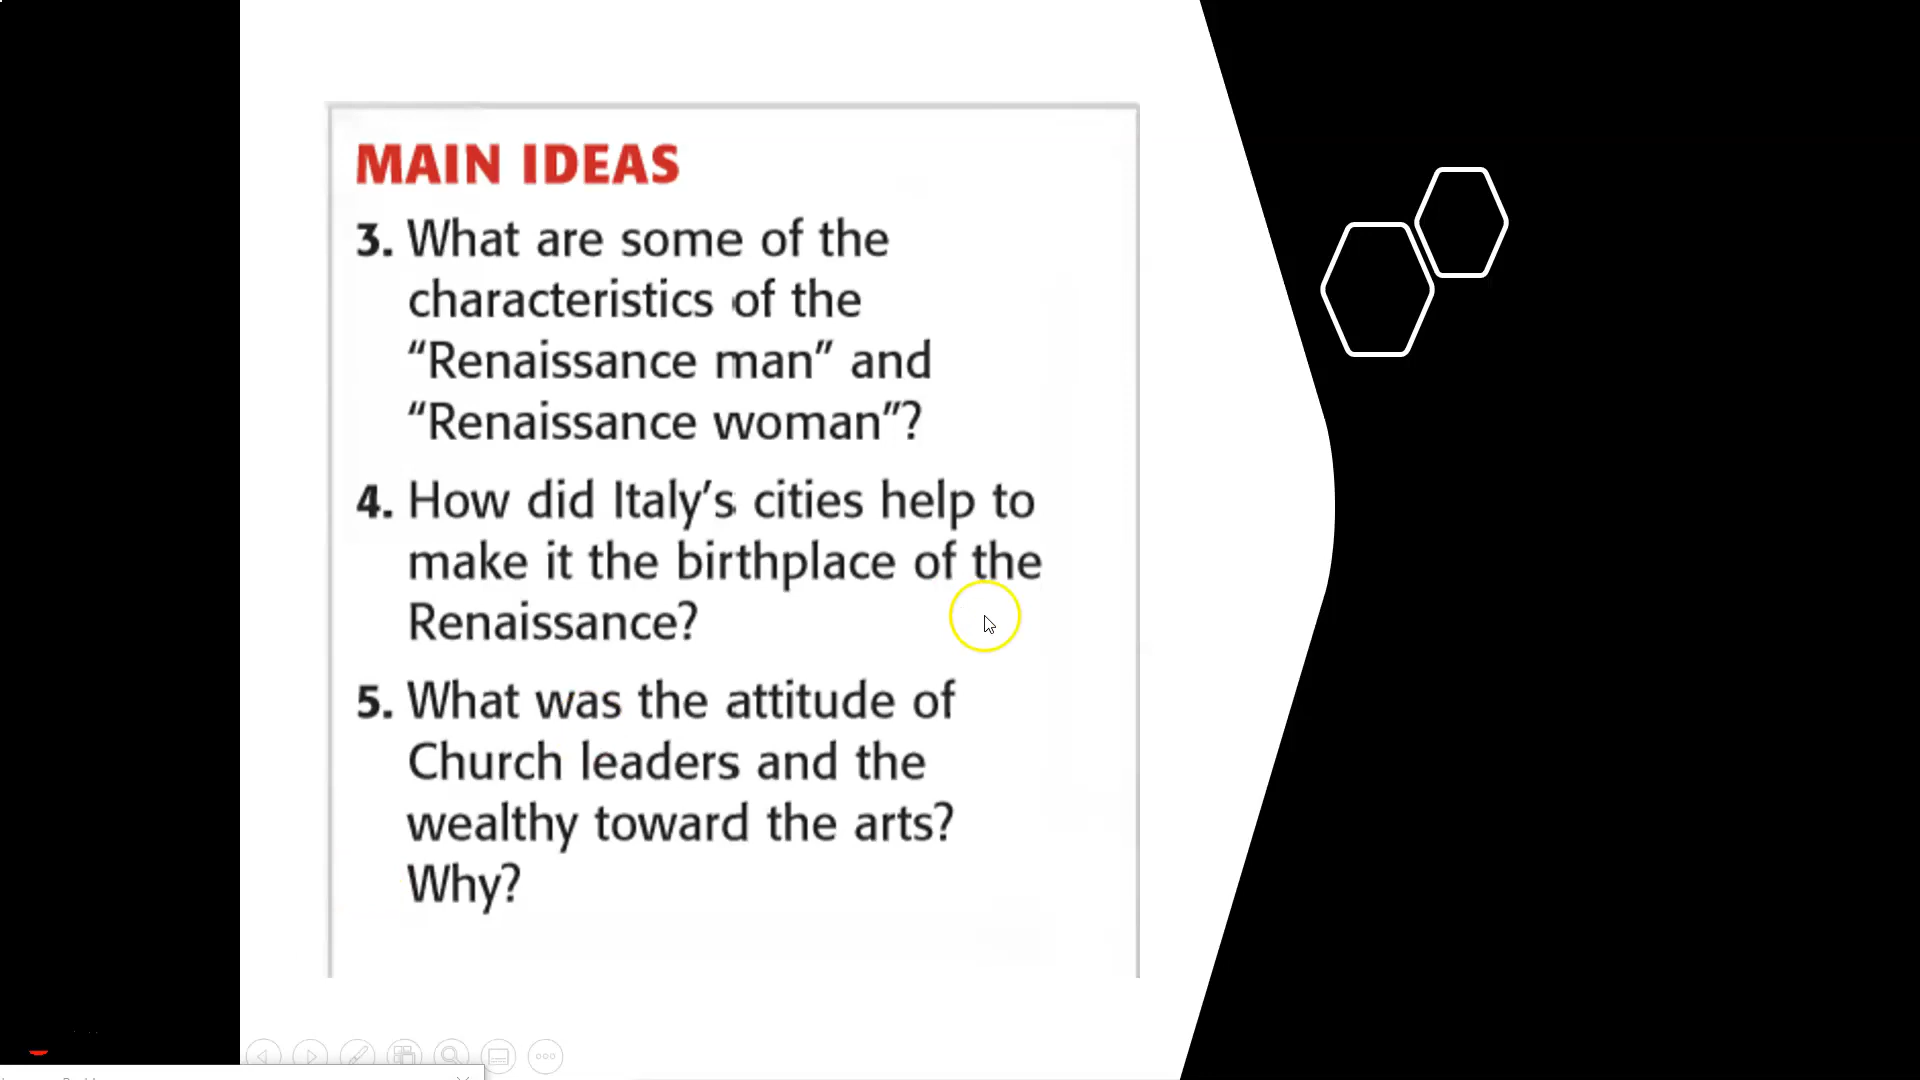 MAIN IDEAS
3. What are some of the
characteristics of the
“Renaissance man” and
“Renaissance woman”?
4. How did Italy’s cities help to
make it the birthplace of the
Renaissance?
5. What was the attitude of
Church leaders and the
wealthy toward the arts?
Why?